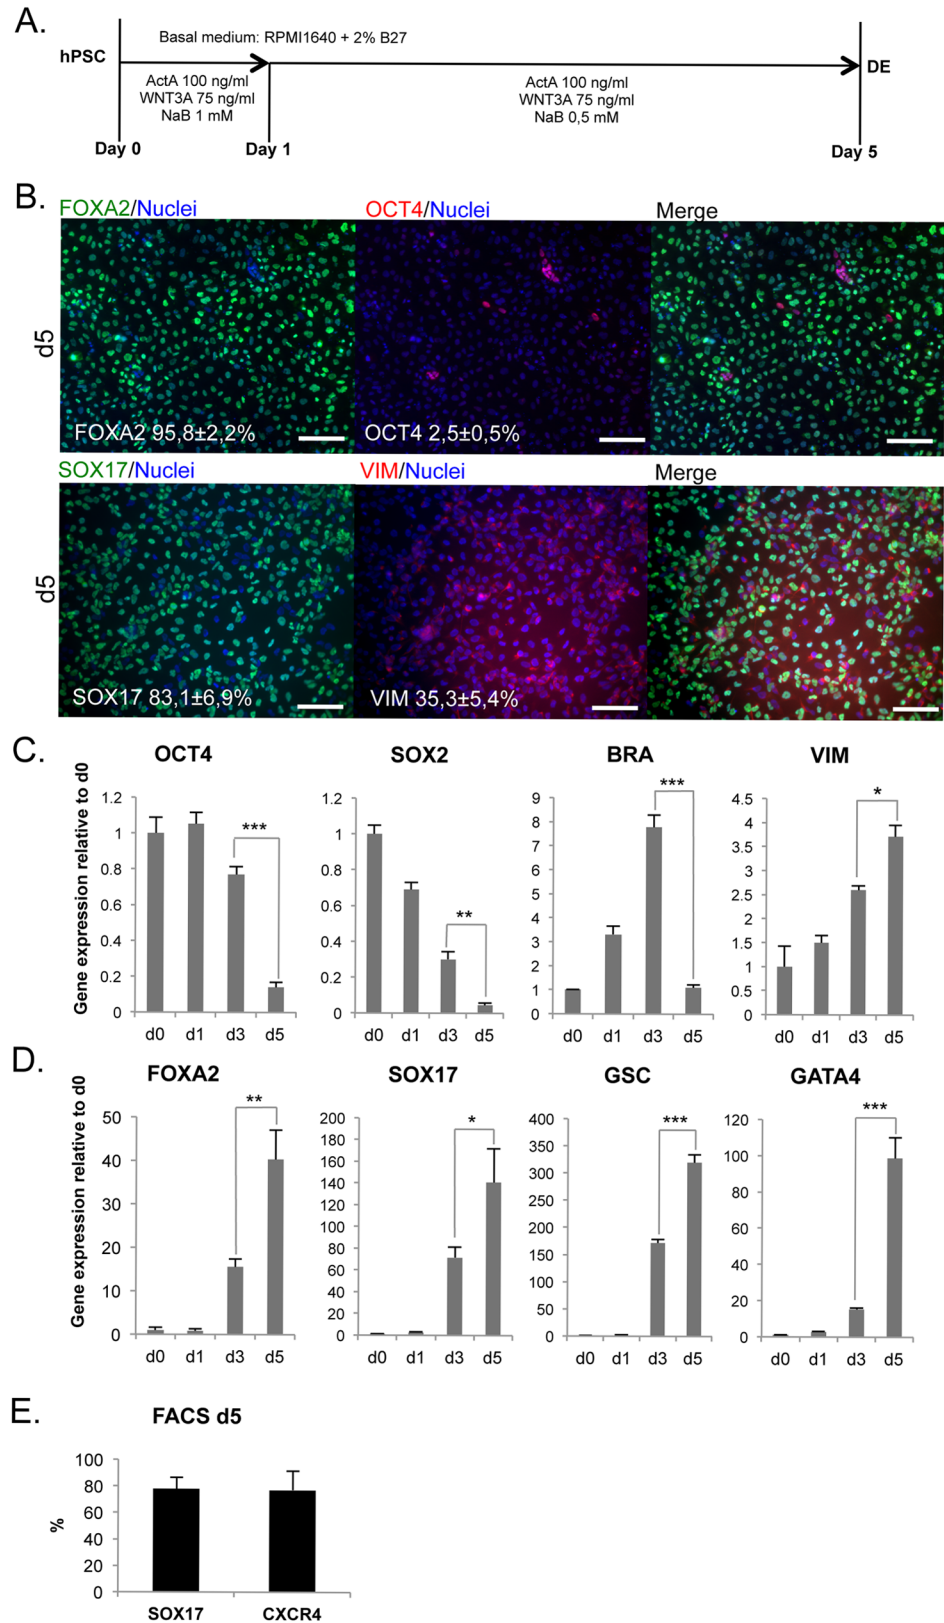 A.
Basal medium: RPMI1640 + 2% B27
hPSC
DE
ActA 100 ng/ml
WNT3A 75 ng/ml
NaB 1 mM
ActA 100 ng/ml
WNT3A 75 ng/ml
NaB 0,5 mM
Day 0
Day 1
Day 5
B.
FOXA2/Nuclei
OCT4/Nuclei
Merge
d5
FOXA2 95,8±2,2%
OCT4 2,5±0,5%
SOX17/Nuclei
VIM/Nuclei
Merge
d5
SOX17 83,1±6,9%
VIM 35,3±5,4%
C.
Gene expression relative to d0
OCT4
1.2
1
0.8
0.6
0.4
0.2
0
***
d0 d1 d3 d5
SOX2
1.2
1
0.8
0.6
0.4
0.2
0
**
d0 d1 d3 d5
BRA
9
8
7
6
5
4
3
2
1
0
***
d0 d1 d3 d5
VIM
4.5
4
3.5
3
2.5
2
1.5
1
0.5
0
*
d0 d1 d3 d5
D.
Gene expression relative to d0
FOXA2
50
40
30
20
10
0
**
d0 d1 d3 d5
SOX17
200
180
160
140
120
100
80
60
40
20
0
*
d0 d1 d3 d5
GSC
400
350
300
250
200
150
100
50
0
***
d0 d1 d3 d5
GATA4
120
100
80
60
40
20
0
***
d0 d1 d3 d5
E.
FACS d5
%
100
80
60
40
20
0
SOX17 CXCR4